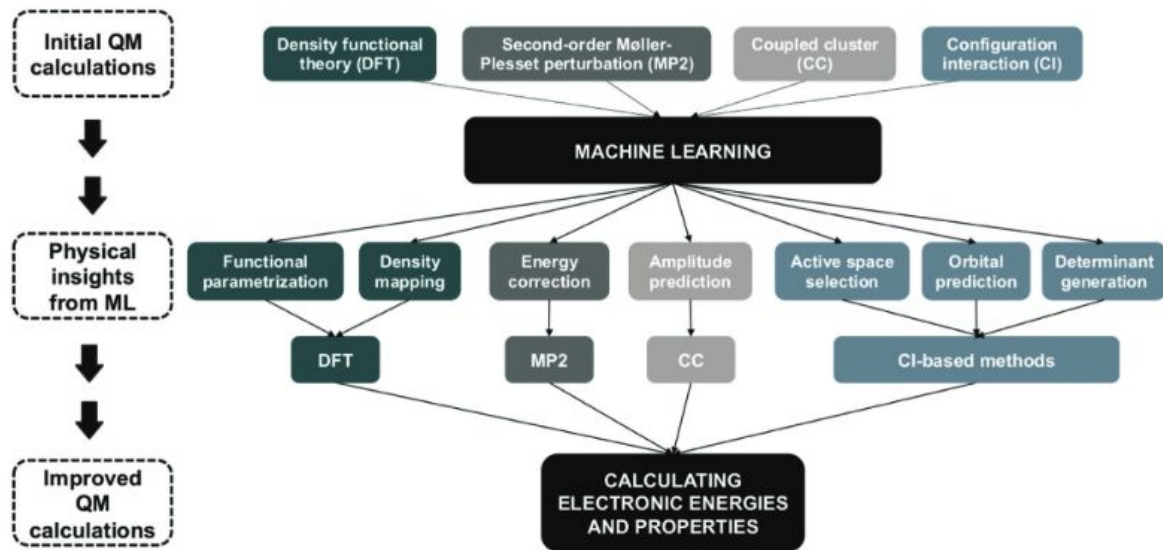 Initial QM
calculations
Density functional
theory (DFT)
Second-order Møller-
Plesset perturbation (MP2)
Coupled cluster
(CC)
Configuration
interaction (CI)
MACHINE LEARNING
Physical
insights
from ML
Functional
parametrization
Density
mapping
Energy
correction
Amplitude
prediction
Active space
selection
Orbital
prediction
Determinant
generation
DFT
MP2
CC
CI-based methods
Improved
QM
calculations
CALCULATING
ELECTRONIC ENERGIES
AND PROPERTIES